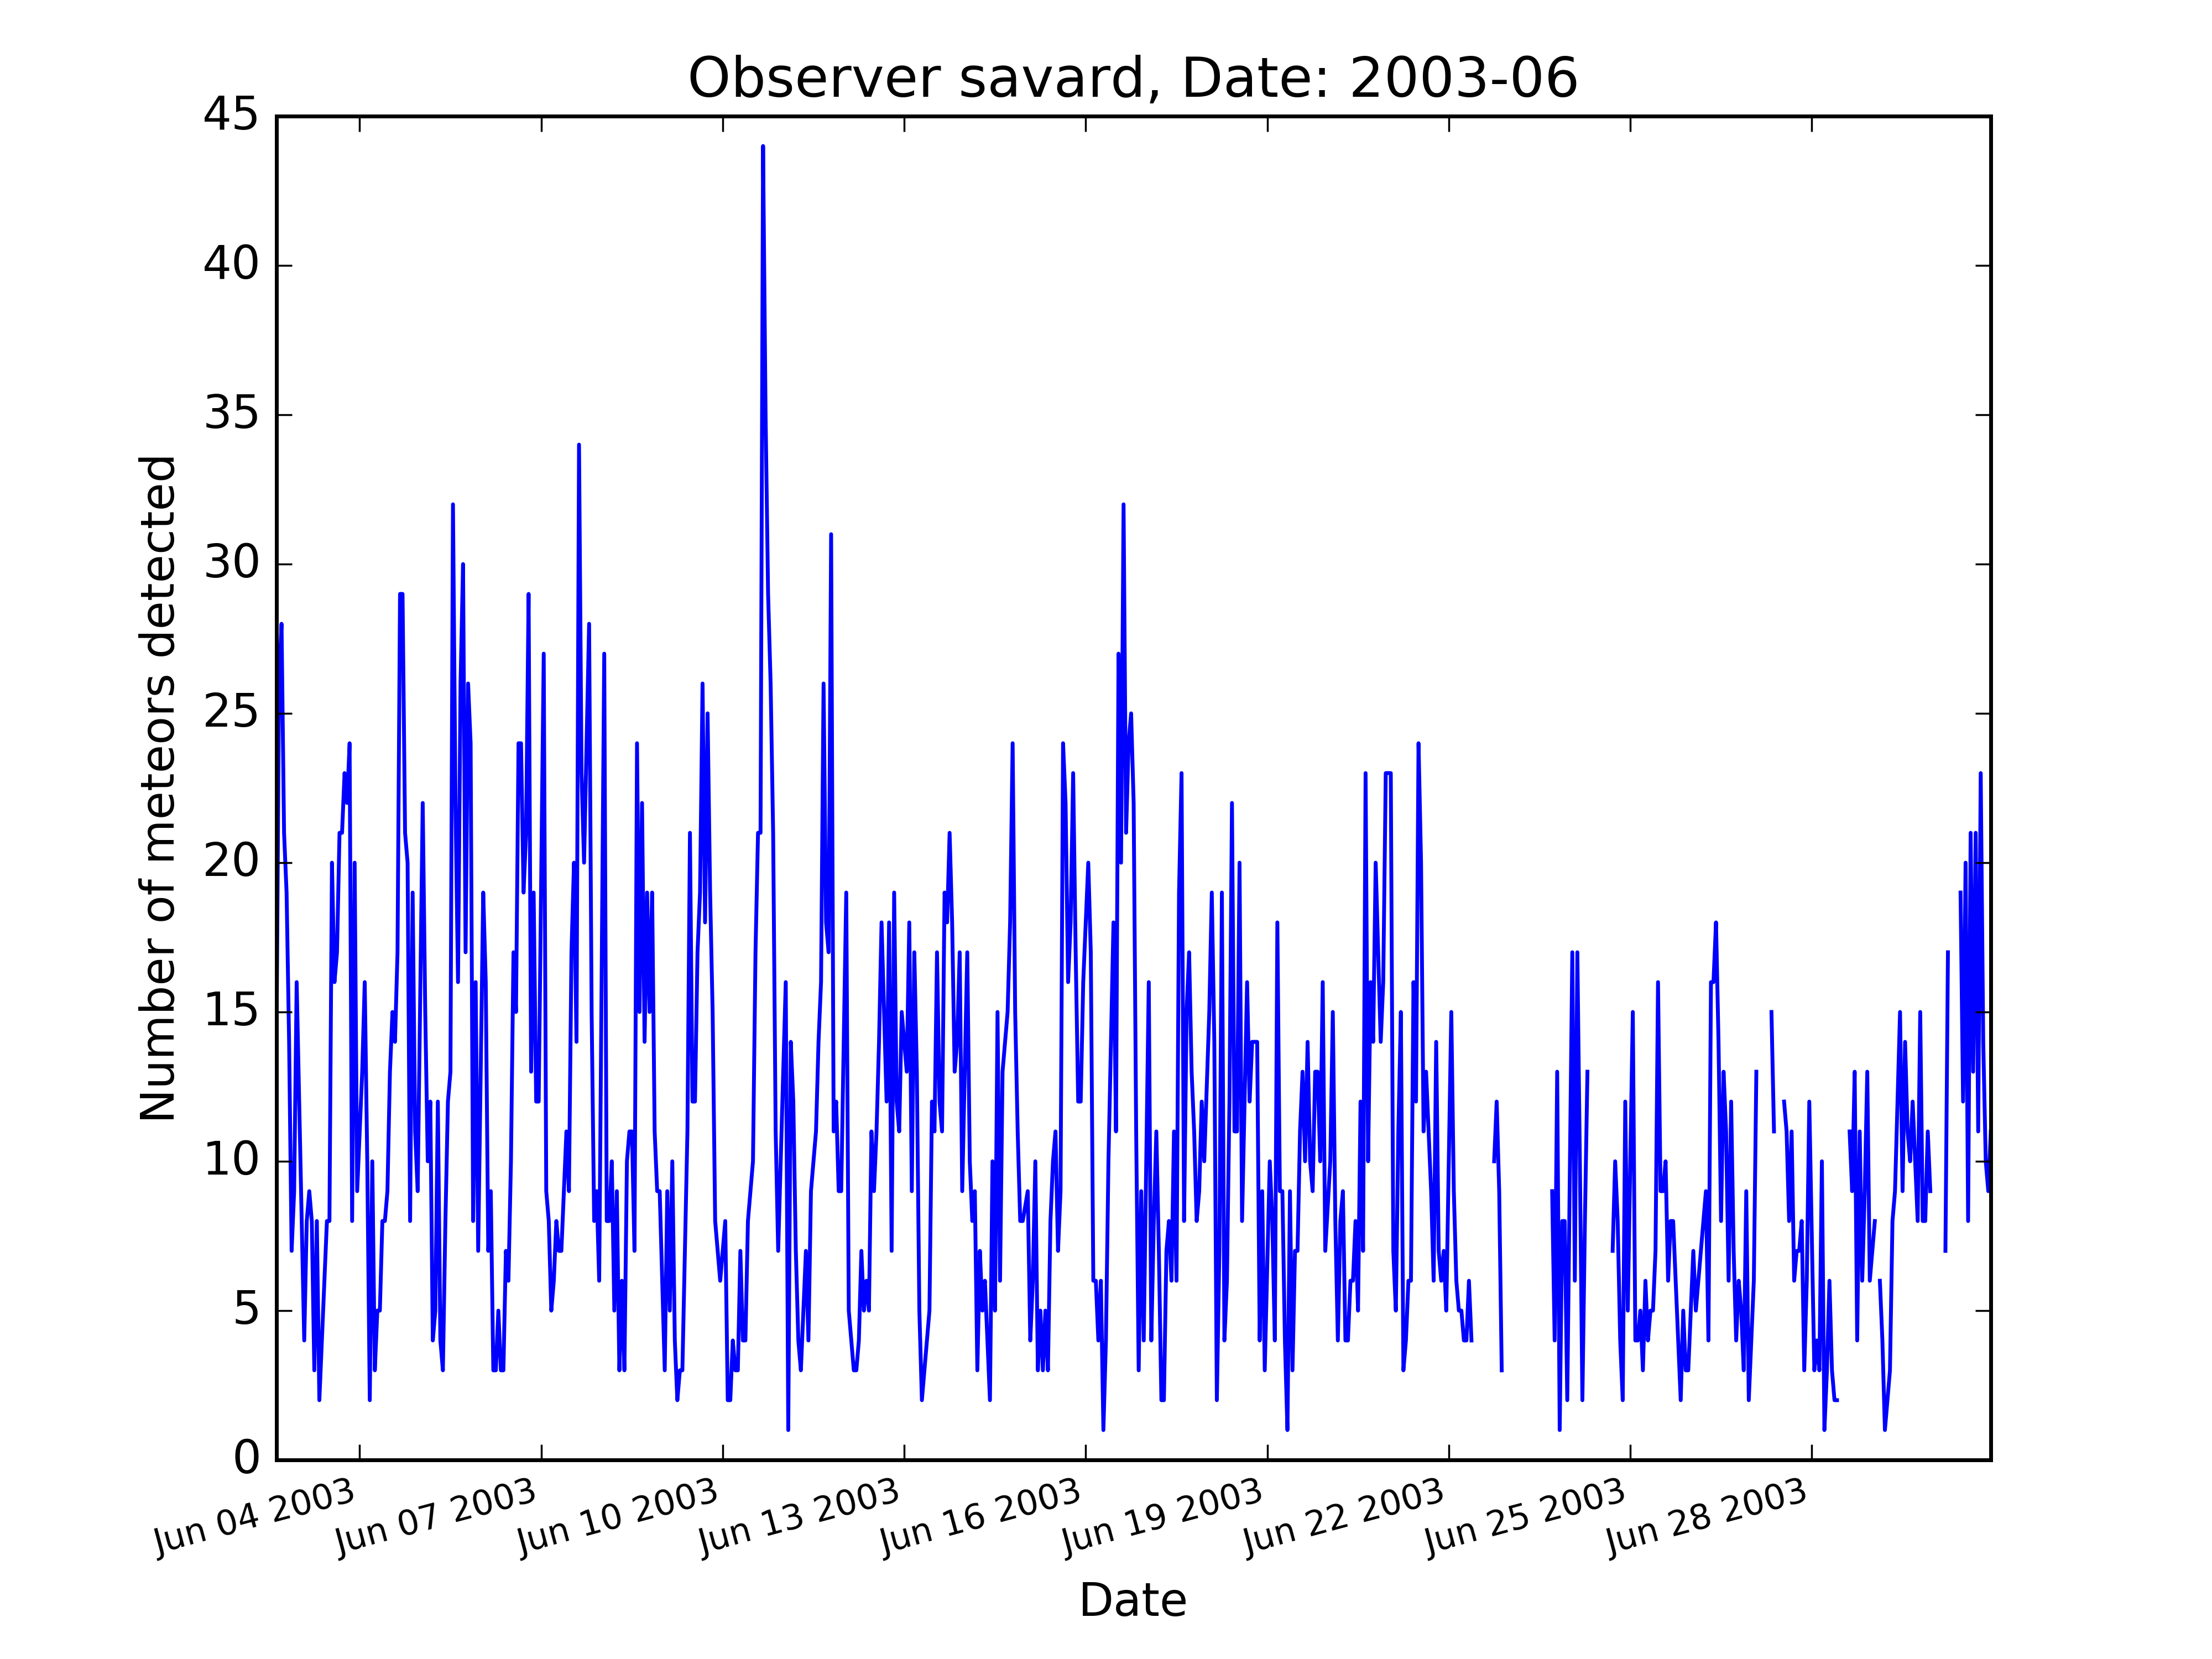 Observer savard, Date: 2003-06
Number of meteors detected
45
40
35
30
25
20
15
10
5
0
Jun 04 2003
Jun 07 2003
Jun 10 2003
Jun 13 2003
Jun 16 2003
Jun 19 2003
Jun 22 2003
Jun 25 2003
Jun 28 2003
Date